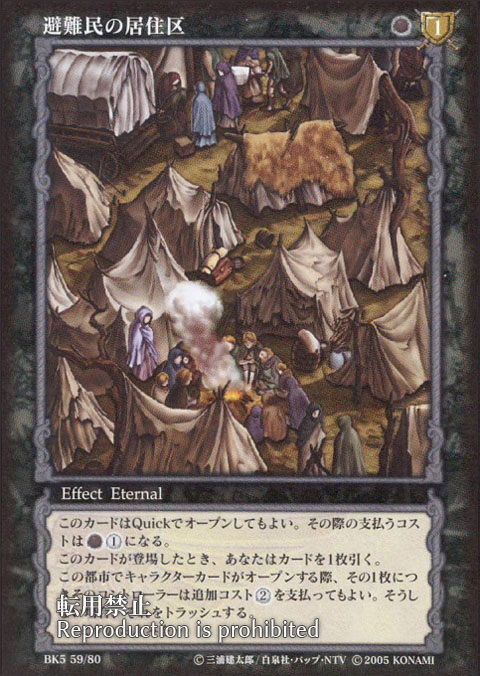 避難民の居住区
1
Effect Eternal
このカードはQuickでオープンしてもよい。その際の支払うコス
トは①になる。
このカードが登場したとき、あなたはカードを1枚引く。
この都市でキャラクターカードがオープンする際、その1枚につ
ーラーは追加コスト②を支払ってもよい。そうし
をトラッシュする。
転用禁止
Reproduction is prohibited
BK5 59/80
©三浦建太郎/白泉社・バップ・NTV ©2005 KONAMI